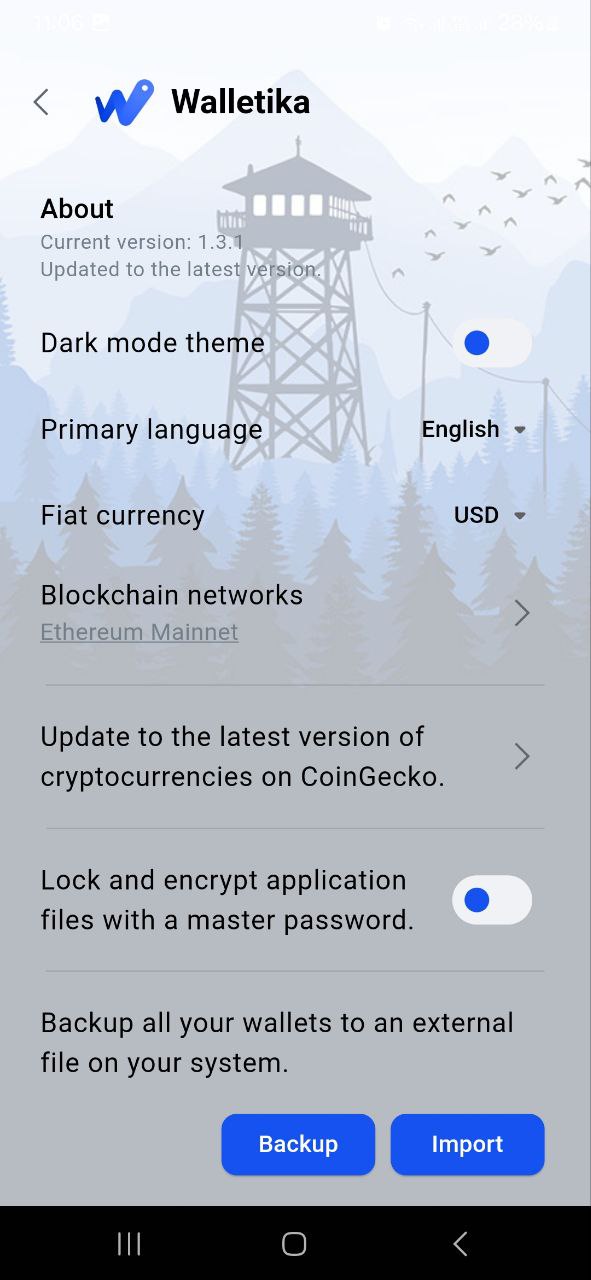 11:06
28%
Walletika
About
Current version: 1.3.1
Updated to the latest version.
Dark mode theme
Primary language English
Fiat currency USD
Blockchain networks
Ethereum Mainnet
Update to the latest version of
cryptocurrencies on CoinGecko.
Lock and encrypt application
files with a master password.
Backup all your wallets to an external
file on your system.
Backup Import